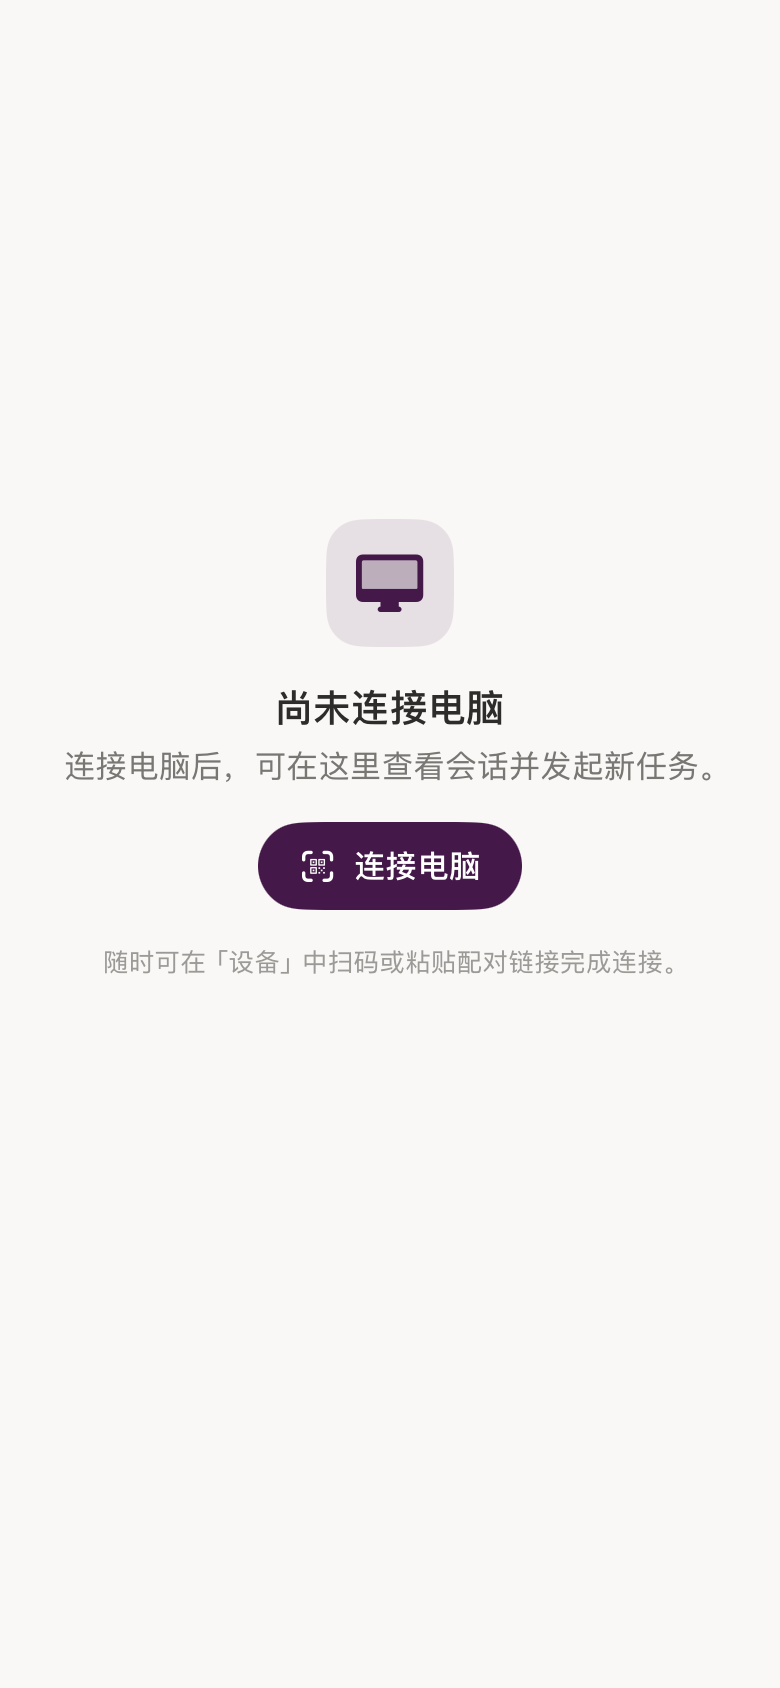 尚未连接电脑
连接电脑后，可在这里查看会话并发起新任务。
连接电脑
随时可在「设备」中扫码或粘贴配对链接完成连接。